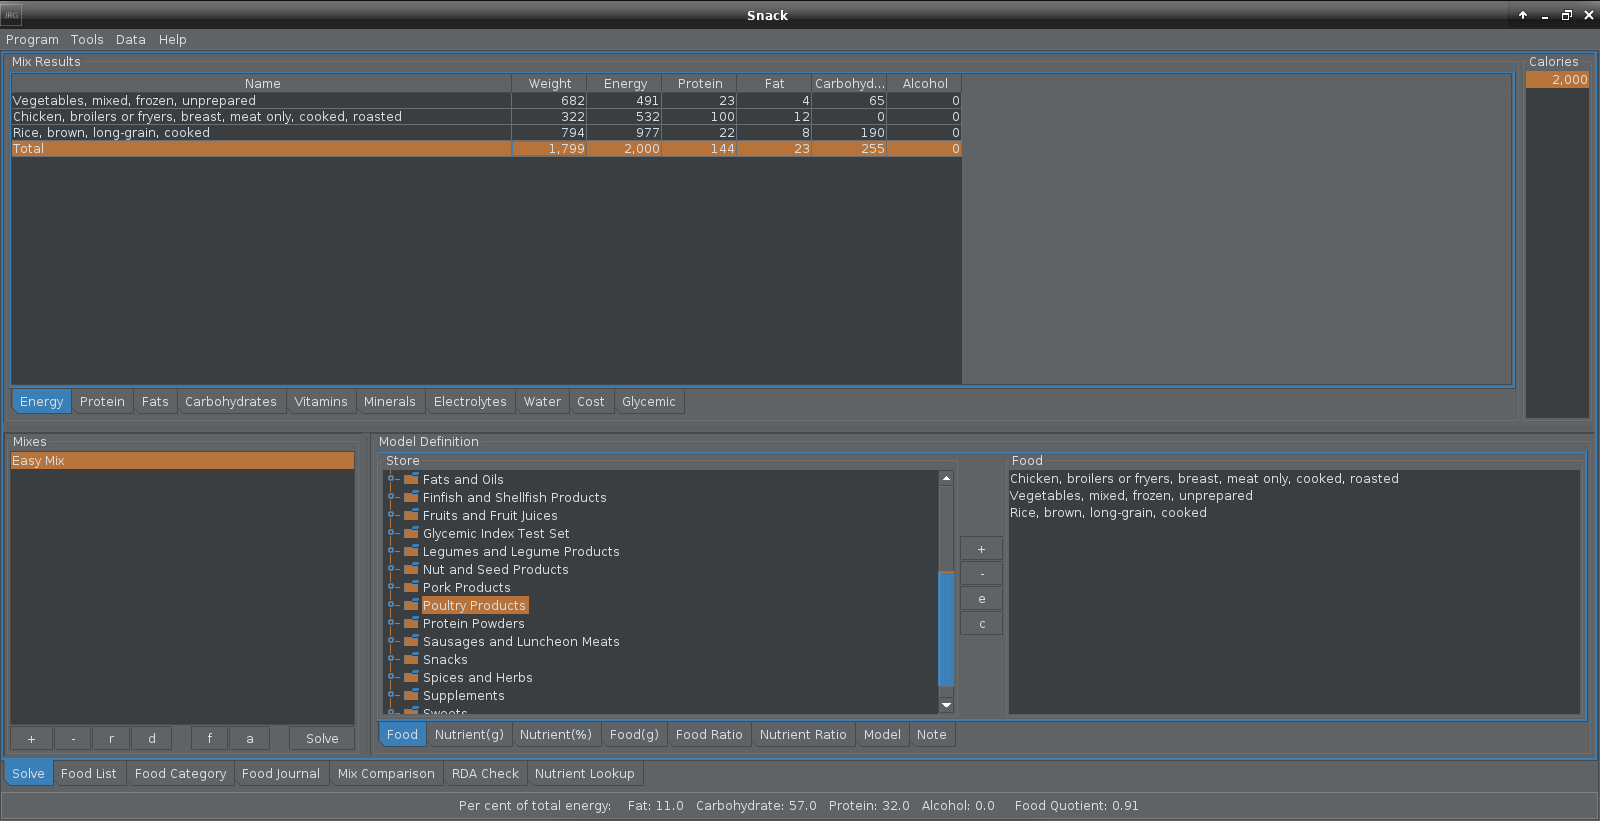 JRG Snack
Program Tools Data Help
Mix Results Calories
Name Weight Energy Protein Fat Carbohyd... Alcohol 2,000
Vegetables, mixed, frozen, unprepared 682 491 23 4 65 0
Chicken, broilers or fryers, breast, meat only, cooked, roasted 322 532 100 12 0 0
Rice, brown, long-grain, cooked 794 977 22 8 190 0
Total 1,799 2,000 144 23 255 0
Energy Protein Fats Carbohydrates Vitamins Minerals Electrolytes Water Cost Glycemic
Mixes
Easy Mix
+ - r d f a Solve
Model Definition
Store
Fats and Oils
Finfish and Shellfish Products
Fruits and Fruit Juices
Glycemic Index Test Set
Legumes and Legume Products
Nut and Seed Products
Pork Products
Poultry Products
Protein Powders
Sausages and Luncheon Meats
Snacks
Spices and Herbs
Supplements
Sweets
+
-
e
c
Food
Chicken, broilers or fryers, breast, meat only, cooked, roasted
Vegetables, mixed, frozen, unprepared
Rice, brown, long-grain, cooked
Food Nutrient(g) Nutrient(%) Food(g) Food Ratio Nutrient Ratio Model Note
Solve Food List Food Category Food Journal Mix Comparison RDA Check Nutrient Lookup
Per cent of total energy: Fat: 11.0 Carbohydrate: 57.0 Protein: 32.0 Alcohol: 0.0 Food Quotient: 0.91